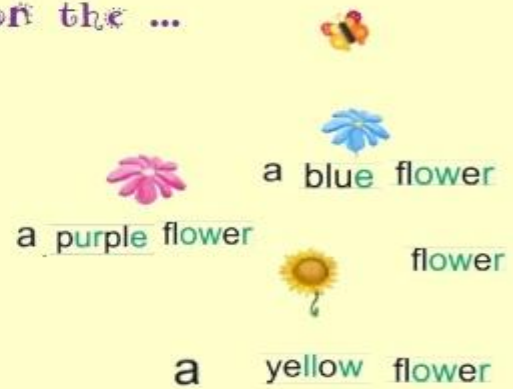 the ...
a blue flower
a purple flower
flower
a yellow flower